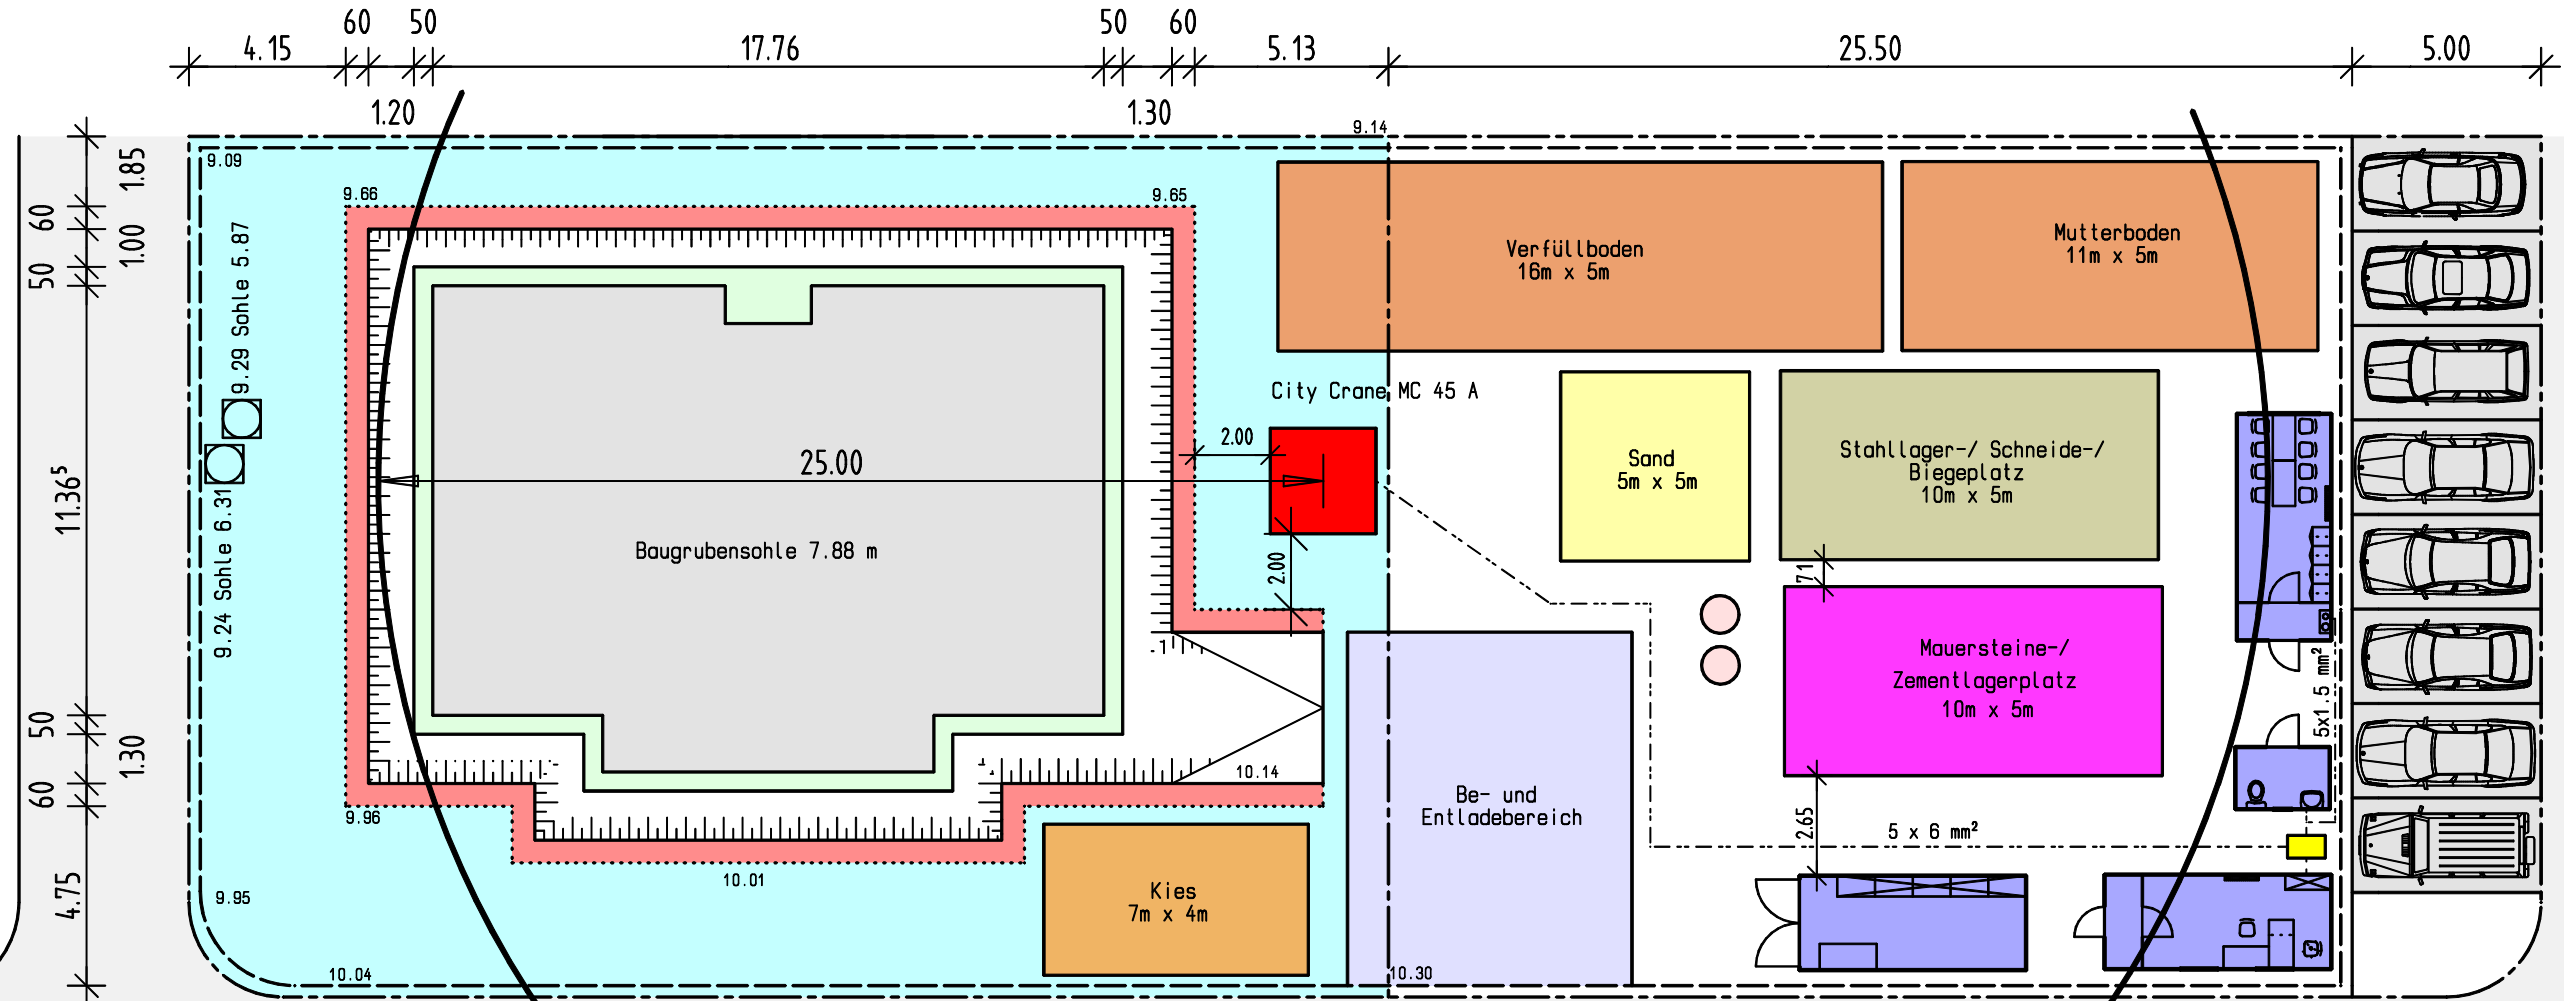 60 50 50 60
4.15 17.76 5.13 25.50 5.00
1.20 1.30
9.14
9.09
1.85
9.66 9.65
60
1.00
50
9.29 Sohle 5.87
9.24 Sohle 6.31
11.36⁵
50
1.30
60
4.75
Verfüllboden
16m x 5m
Mutterboden
11m x 5m
City Crane MC 45 A
2.00
25.00
2.00
Baugrubensohle 7.88 m
Sand
5m x 5m
Stahllager-/ Schneide-/
Biegeplatz
10m x 5m
71
Mauersteine-/
Zementlagerplatz
10m x 5m
5x1.5 mm²
10.14
9.96
Be- und
Entladebereich
2.65
5 x 6 mm²
10.01
Kies
7m x 4m
9.95
10.04
10.30